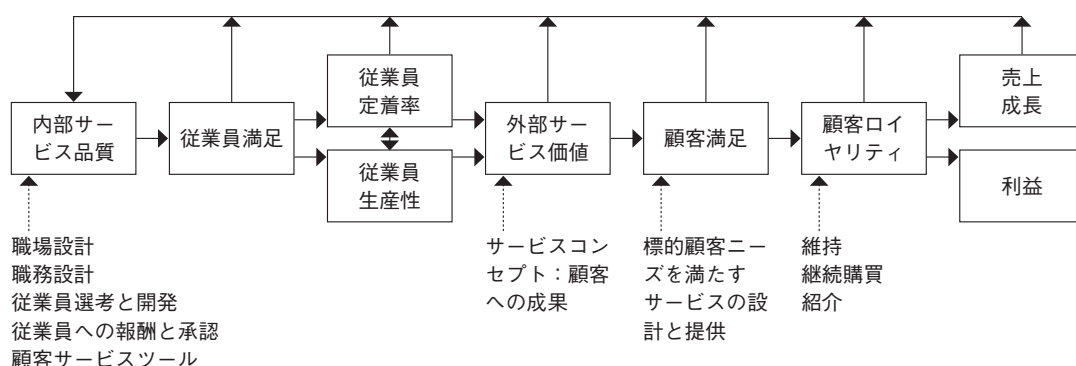 従業員
定着率
売上
成長
内部サー
ビス品質
従業員満足
外部サー
ビス価値
顧客満足
顧客ロイ
ヤリティ
従業員
生産性
利益
職場設計
職務設計
従業員選考と開発
従業員への報酬と承認
顧客サービスツール
サービスコン
セプト：顧客
への成果
標的顧客ニー
ズを満たす
サービスの設
計と提供
維持
継続購買
紹介